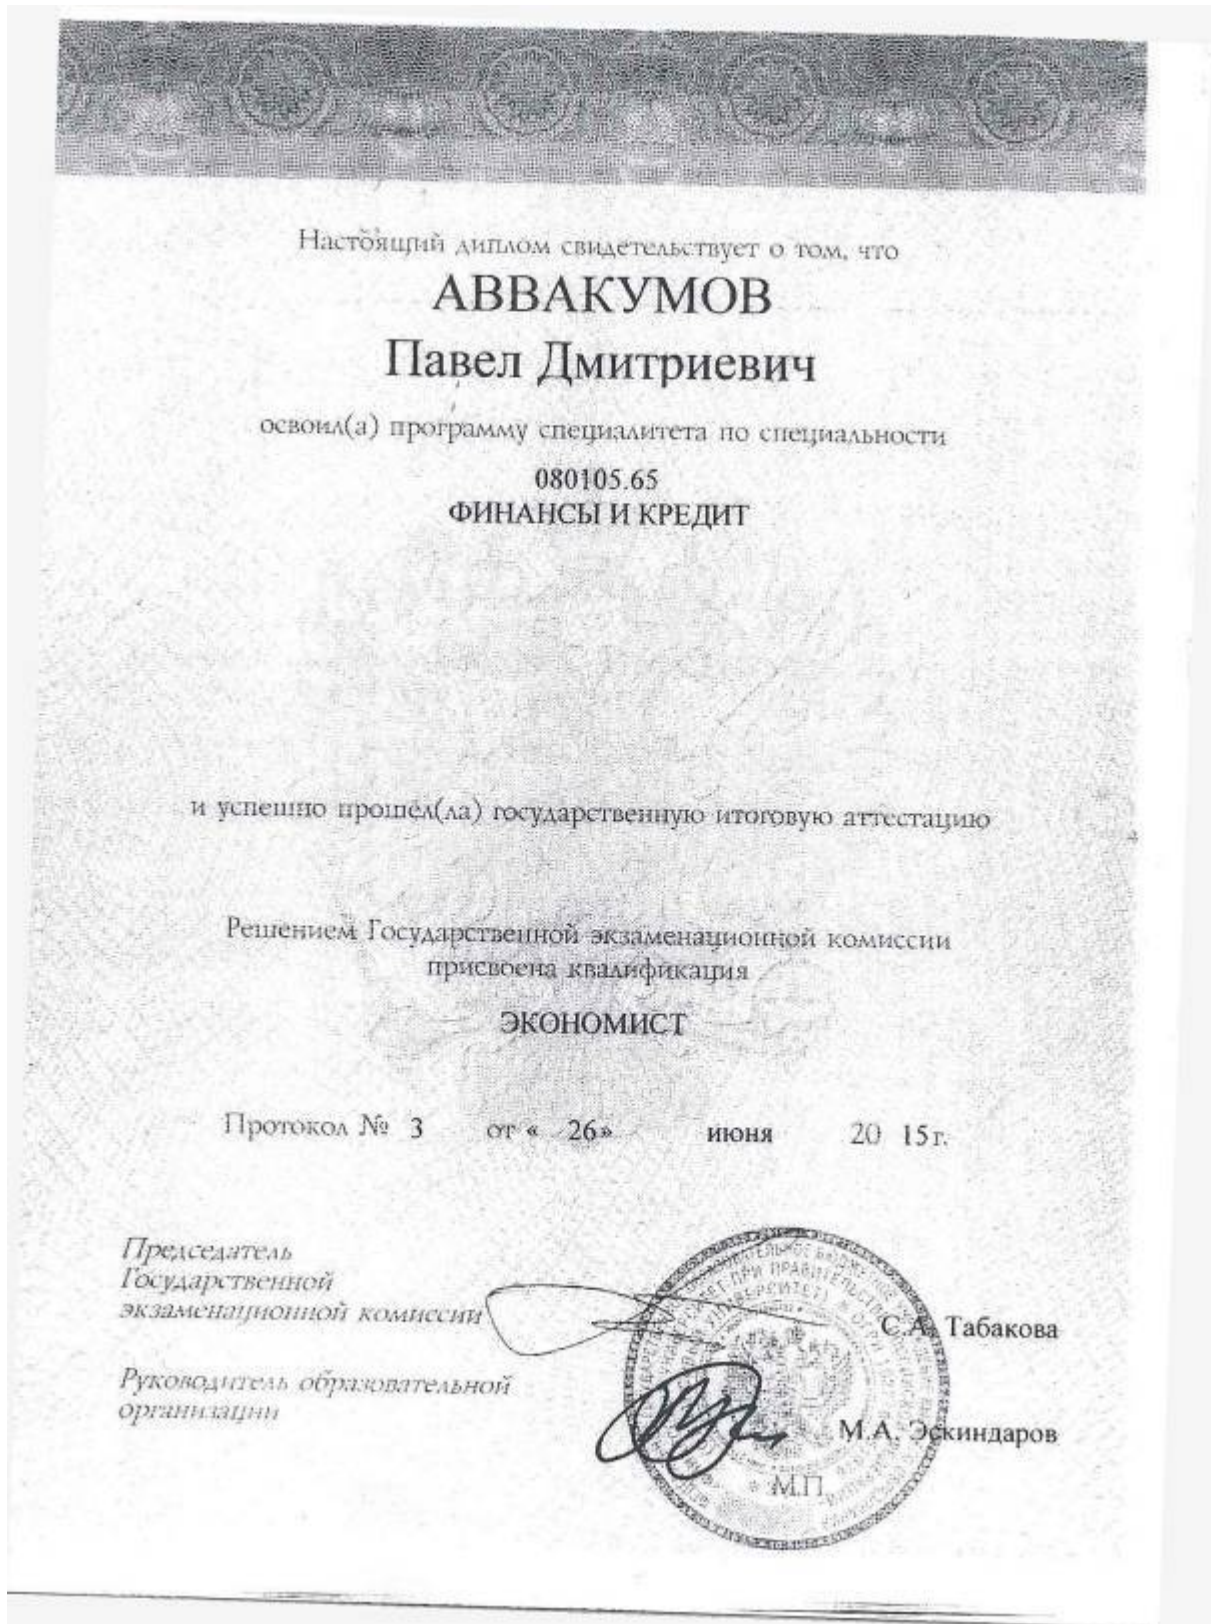 Настоящий диплом свидетельствует о том, что
АВВАКУМОВ
Павел Дмитриевич
освоил(а) программу специалитета по специальности
080105.65
ФИНАНСЫ И КРЕДИТ
и успешно прошёл(ла) государственную итоговую аттестацию
Решением Государственной экзаменационной комиссии
присвоена квалификация
ЭКОНОМИСТ
Протокол № 3 от « 26» июня 20 15 г.
Председатель
Государственной
экзаменационной комиссии
С.А. Табакова
Руководитель образовательной
организации
М.А. Эскиндаров
М.П.